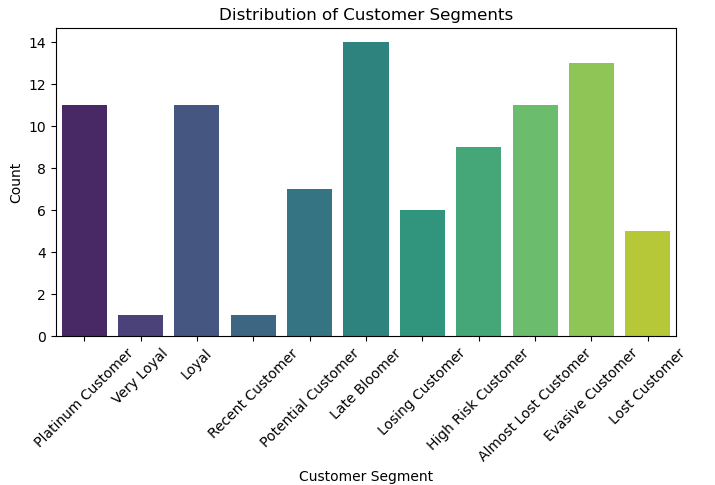 Distribution of Customer Segments
14
12
10
8
6
4
2
0
Count
Platinum Customer
Very Loyal
Loyal
Recent Customer
Potential Customer
Late Bloomer
Losing Customer
High Risk Customer
Almost Lost Customer
Evasive Customer
Lost Customer
Customer Segment